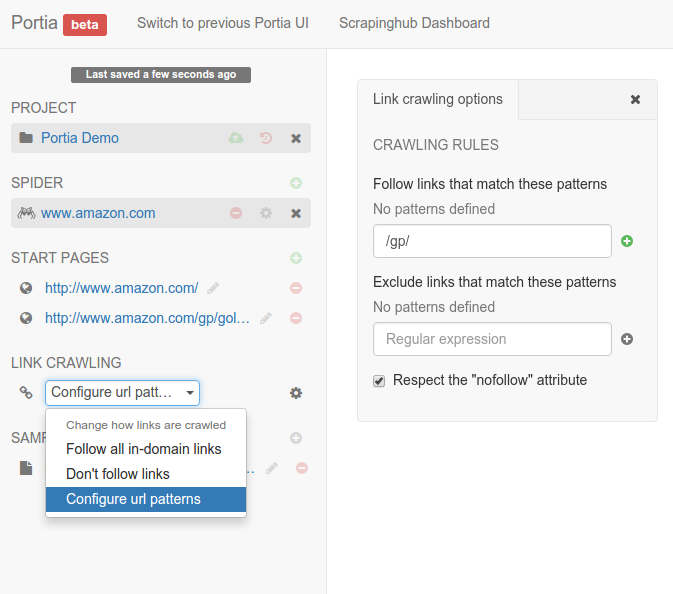 Portia beta Switch to previous Portia UI Scrapinghub Dashboard
Last saved a few seconds ago
PROJECT
Portia Demo
SPIDER
www.amazon.com
START PAGES
http://www.amazon.com/
http://www.amazon.com/gp/gol...
LINK CRAWLING
Configure url patt...
Change how links are crawled
Follow all in-domain links
Don't follow links
Configure url patterns
SAM
...
Link crawling options
CRAWLING RULES
Follow links that match these patterns
No patterns defined
/gp/
Exclude links that match these patterns
No patterns defined
Regular expression
Respect the "nofollow" attribute